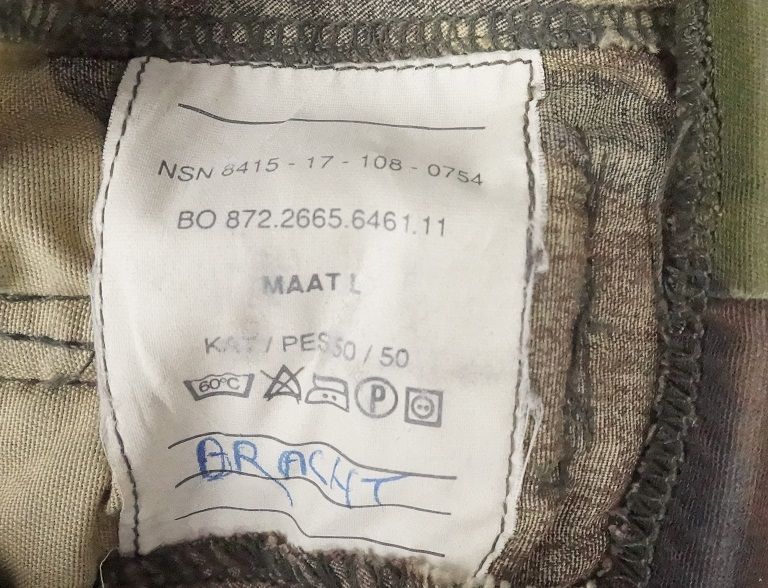 NSN 8415 - 17 - 108 - 0754
BO 872.2665.6461.11
MAAT L
KAT / PES 50 / 50
60°C P
BRACHT